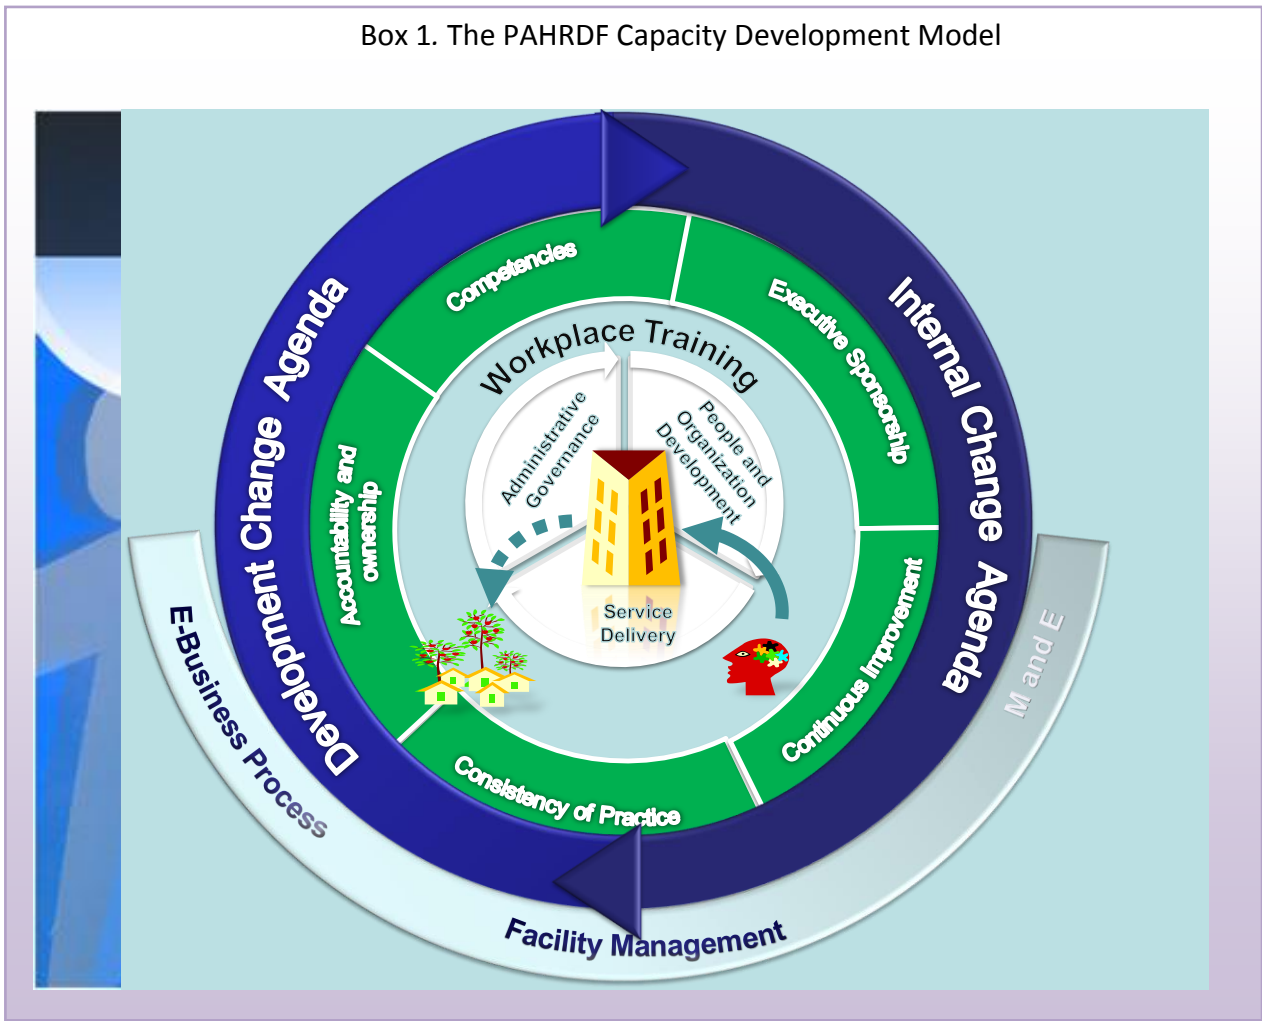 Box 1. The PAHRDF Capacity Development Model
Development Change Agenda
Internal Change Agenda
Competencies
Executive Sponsorship
Accountability and
ownership
Continuous Improvement
Consistency of Practice
Workplace Training
Administrative
Governance
People and
Organization
Development
Service
Delivery
E-Business Process
Facility Management
M and E